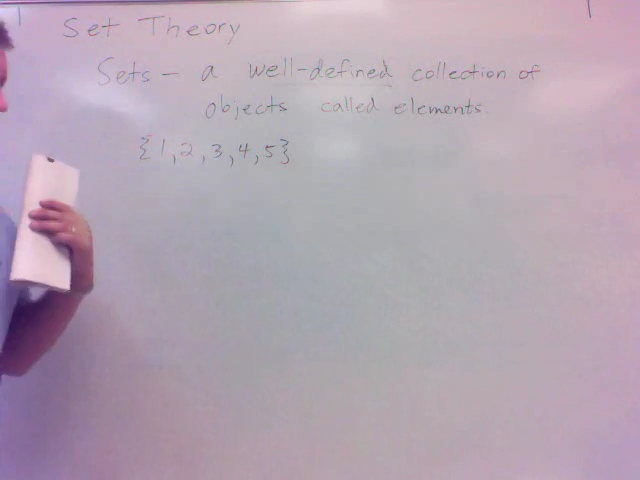 Set Theory
Sets – a well-defined collection of
objects called elements.
{1,2,3,4,5}